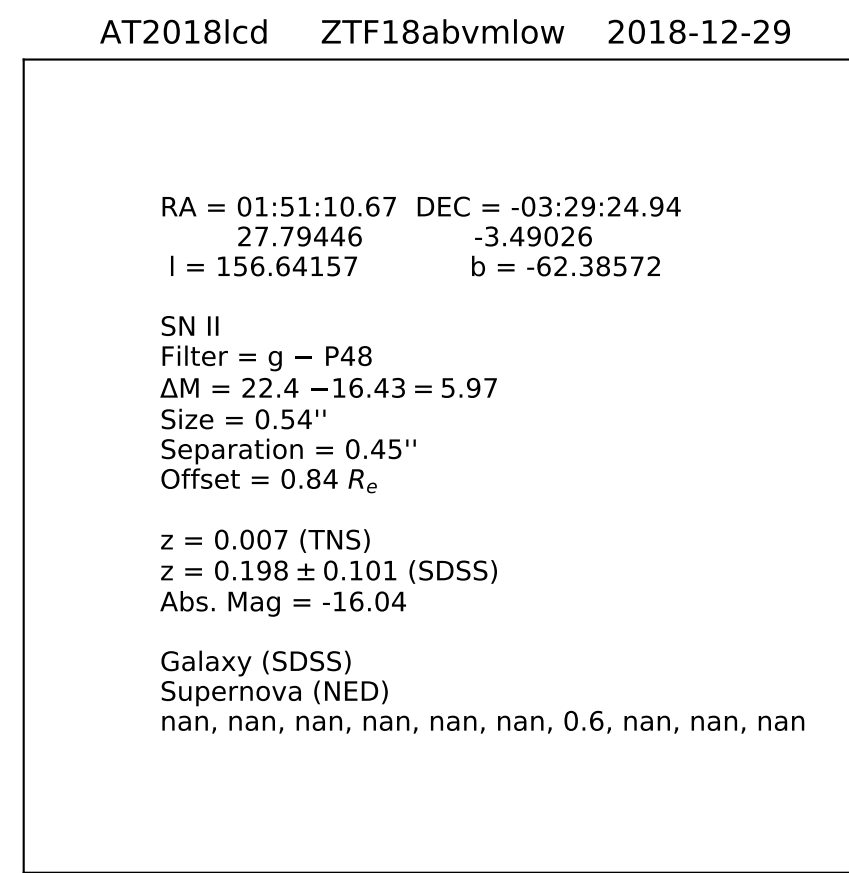 AT2018lcd ZTF18abvmlow 2018-12-29
RA = 01:51:10.67 DEC = -03:29:24.94
27.79446 -3.49026
l = 156.64157 b = -62.38572
SN II
Filter = g − P48
ΔM = 22.4 −16.43 = 5.97
Size = 0.54''
Separation = 0.45''
Offset = 0.84 Rₑ
z = 0.007 (TNS)
z = 0.198 ± 0.101 (SDSS)
Abs. Mag = -16.04
Galaxy (SDSS)
Supernova (NED)
nan, nan, nan, nan, nan, nan, 0.6, nan, nan, nan